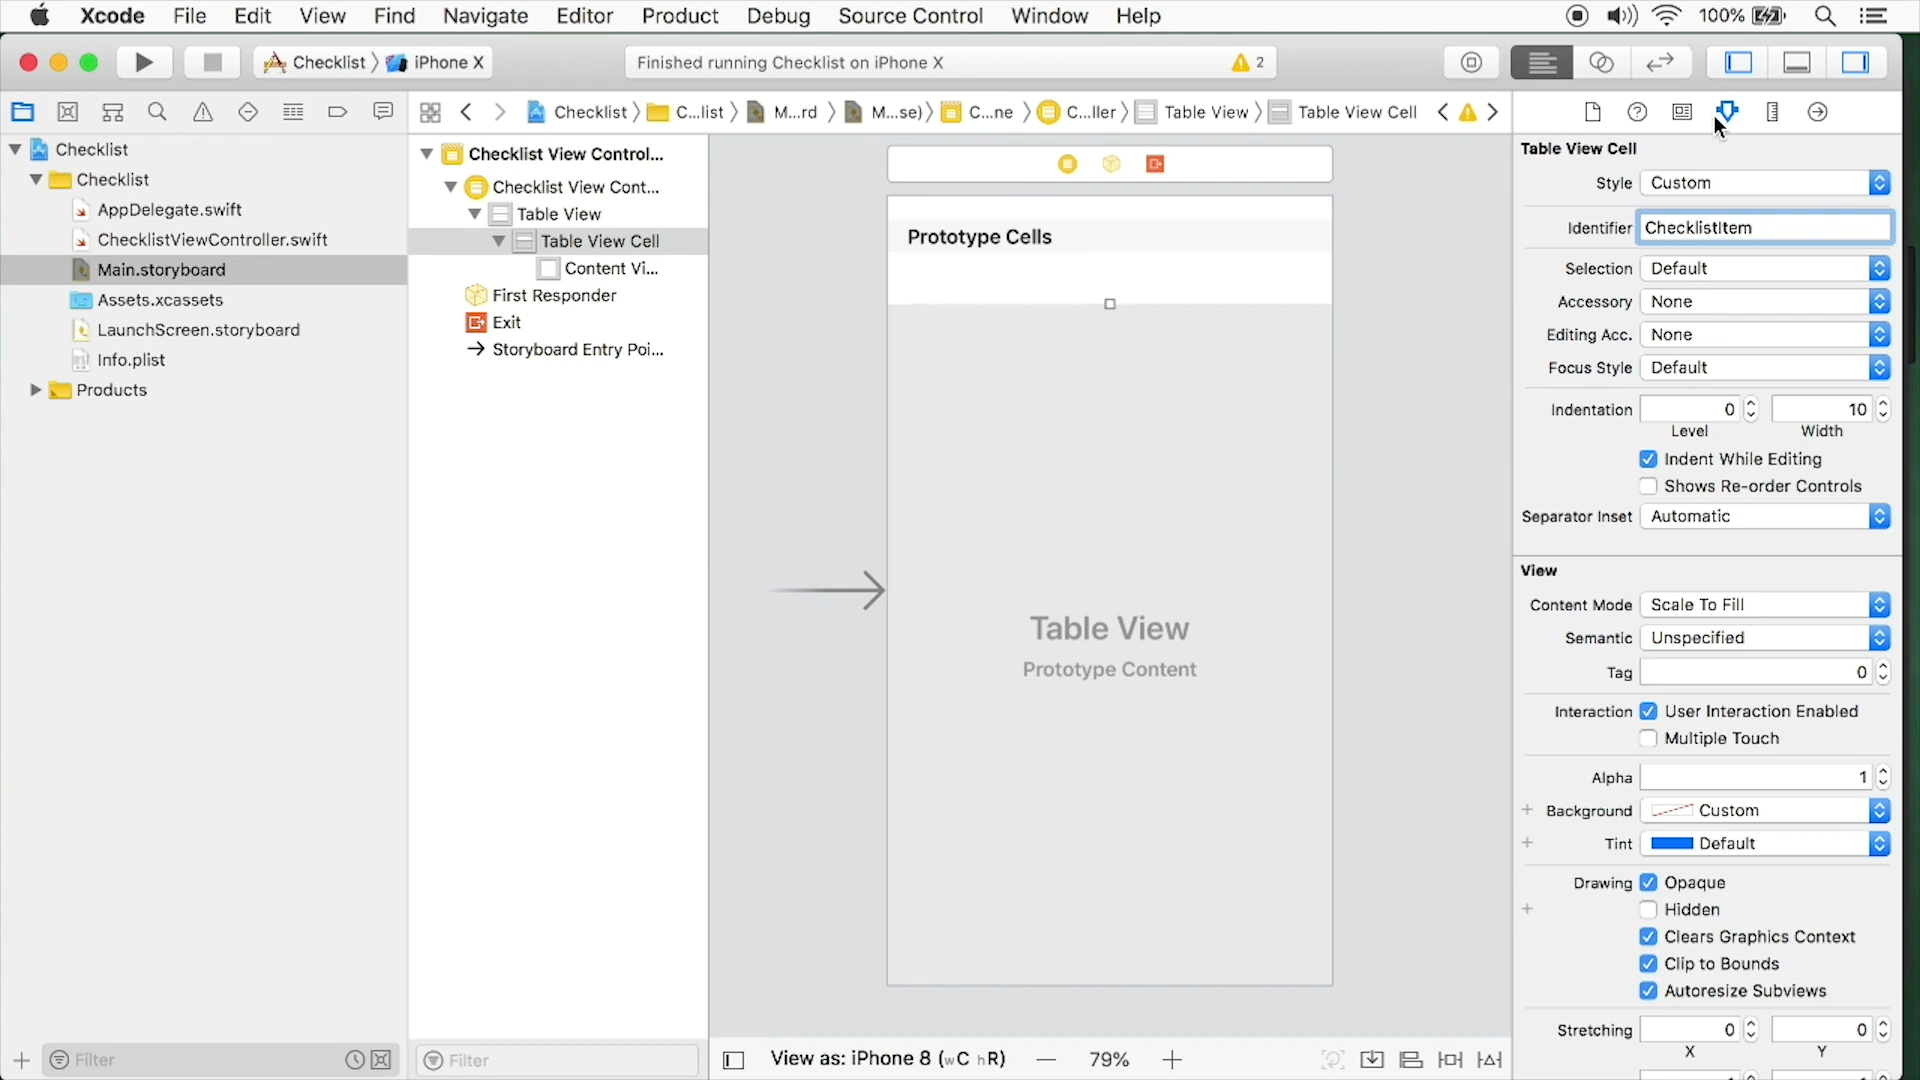 Xcode File Edit View Find Navigate Editor Product Debug Source Control Window Help 100%
Checklist iPhone X Finished running Checklist on iPhone X 2
Checklist C...list M...rd M...se) C...ne C...ller Table View Table View Cell
Checklist
Checklist
AppDelegate.swift
ChecklistViewController.swift
Main.storyboard
Assets.xcassets
LaunchScreen.storyboard
Info.plist
Products
Filter
Checklist View Control...
Checklist View Cont...
Table View
Table View Cell
Content Vi...
First Responder
Exit
Storyboard Entry Poi...
Filter
Prototype Cells
Table View
Prototype Content
View as: iPhone 8 (wC hR) 79%
Table View Cell
Style Custom
Identifier ChecklistItem
Selection Default
Accessory None
Editing Acc. None
Focus Style Default
Indentation 0 10
Level Width
Indent While Editing
Shows Re-order Controls
Separator Inset Automatic
View
Content Mode Scale To Fill
Semantic Unspecified
Tag 0
Interaction User Interaction Enabled
Multiple Touch
Alpha 1
Background Custom
Tint Default
Drawing Opaque
Hidden
Clears Graphics Context
Clip to Bounds
Autoresize Subviews
Stretching 0 0
X Y